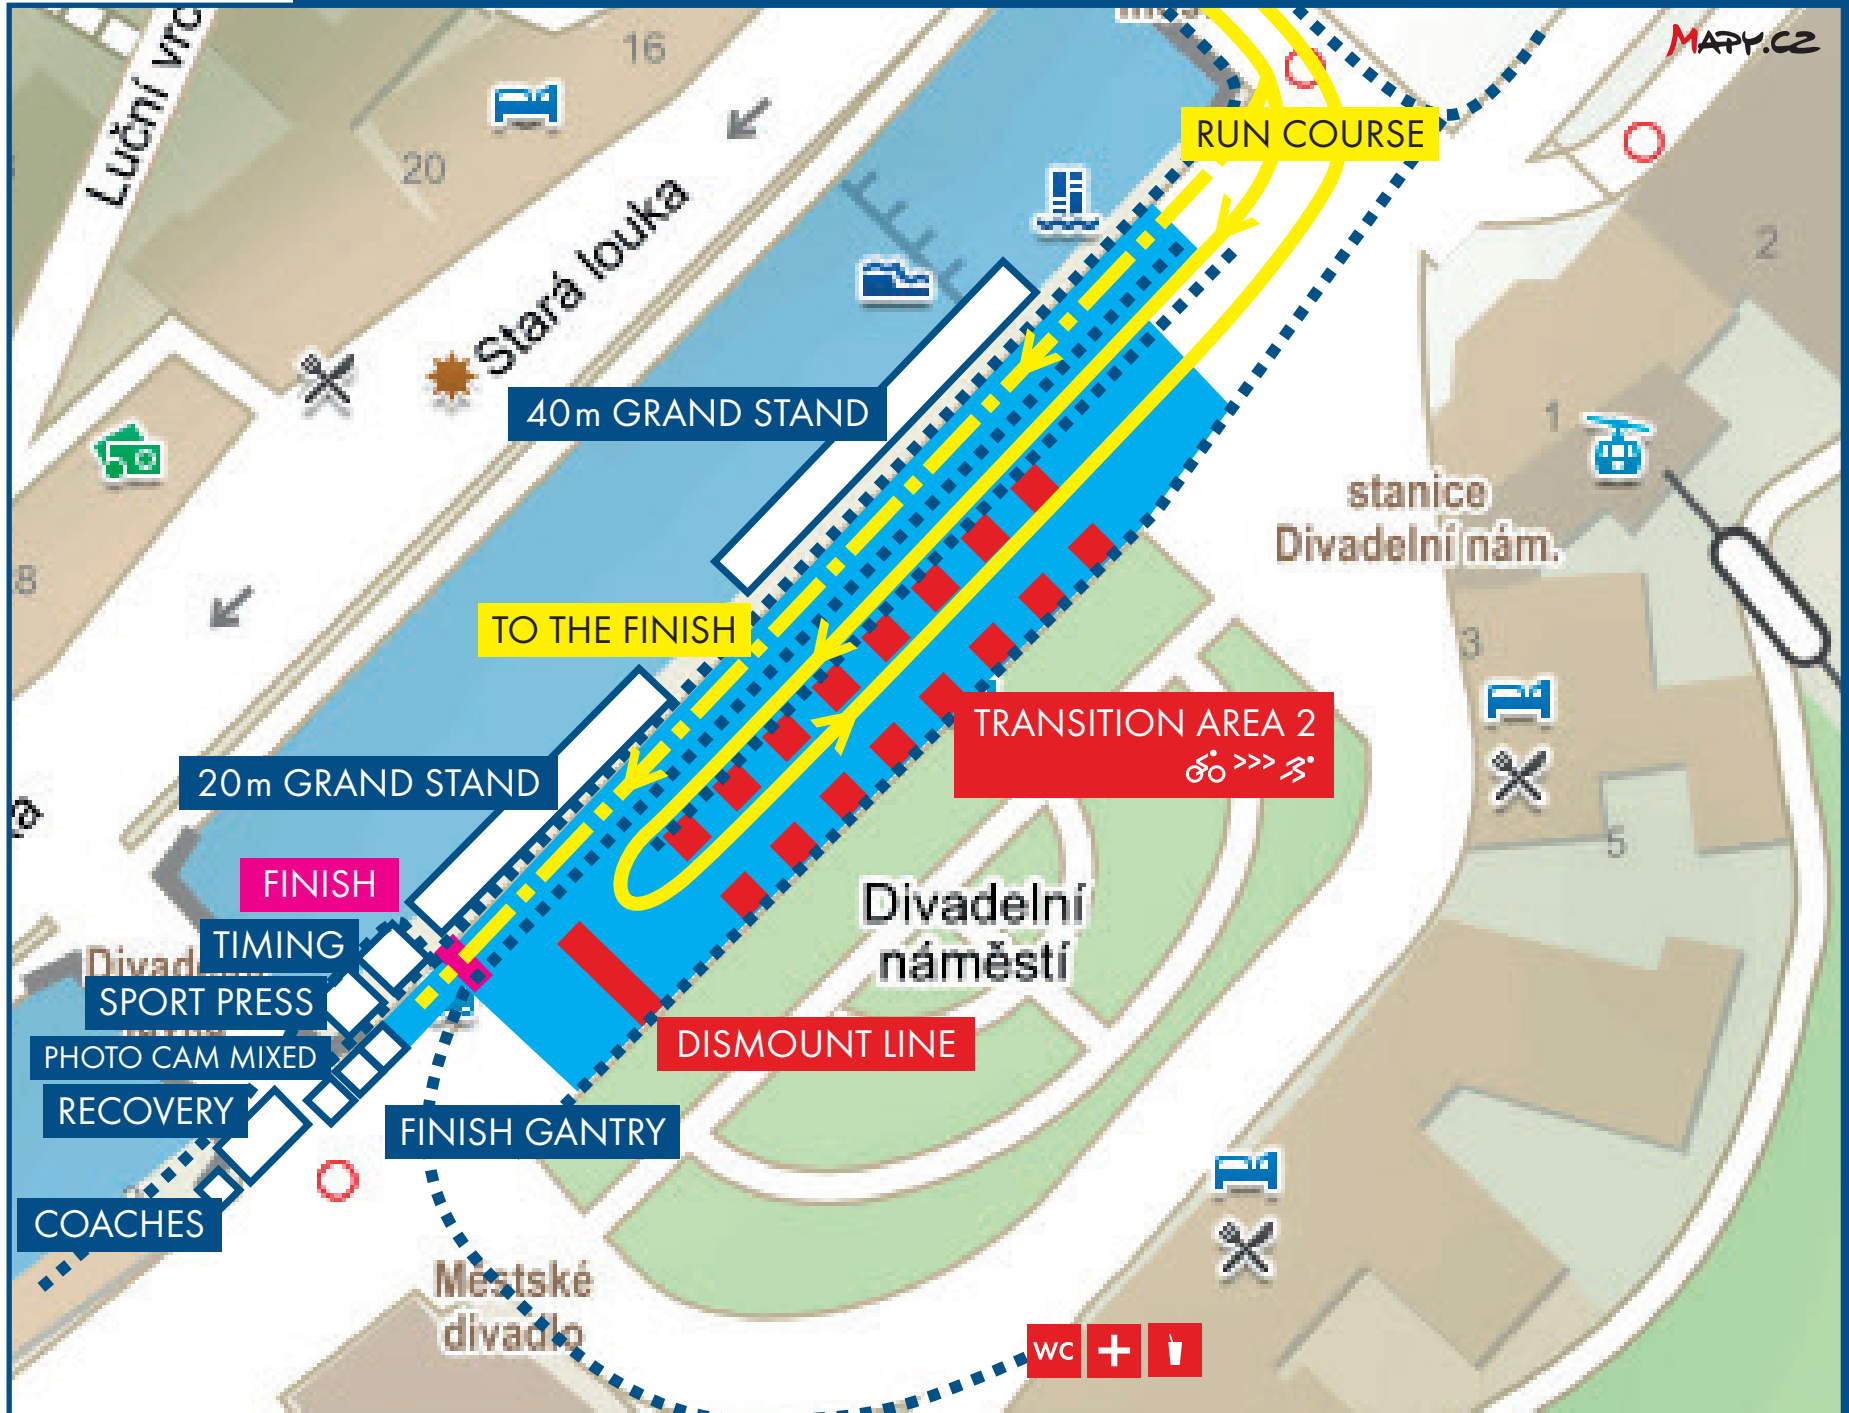 MAPY.CZ
16
Luční
20
RUN COURSE
Stará louka
2
40m GRAND STAND
1
stanice
Divadelní nám.
8
TO THE FINISH
3
TRANSITION AREA 2
>>>
20m GRAND STAND
5
FINISH
Divadelní
náměstí
TIMING
SPORT PRESS
DISMOUNT LINE
PHOTO CAM MIXED
RECOVERY
FINISH GANTRY
COACHES
Městské
divadlo
WC